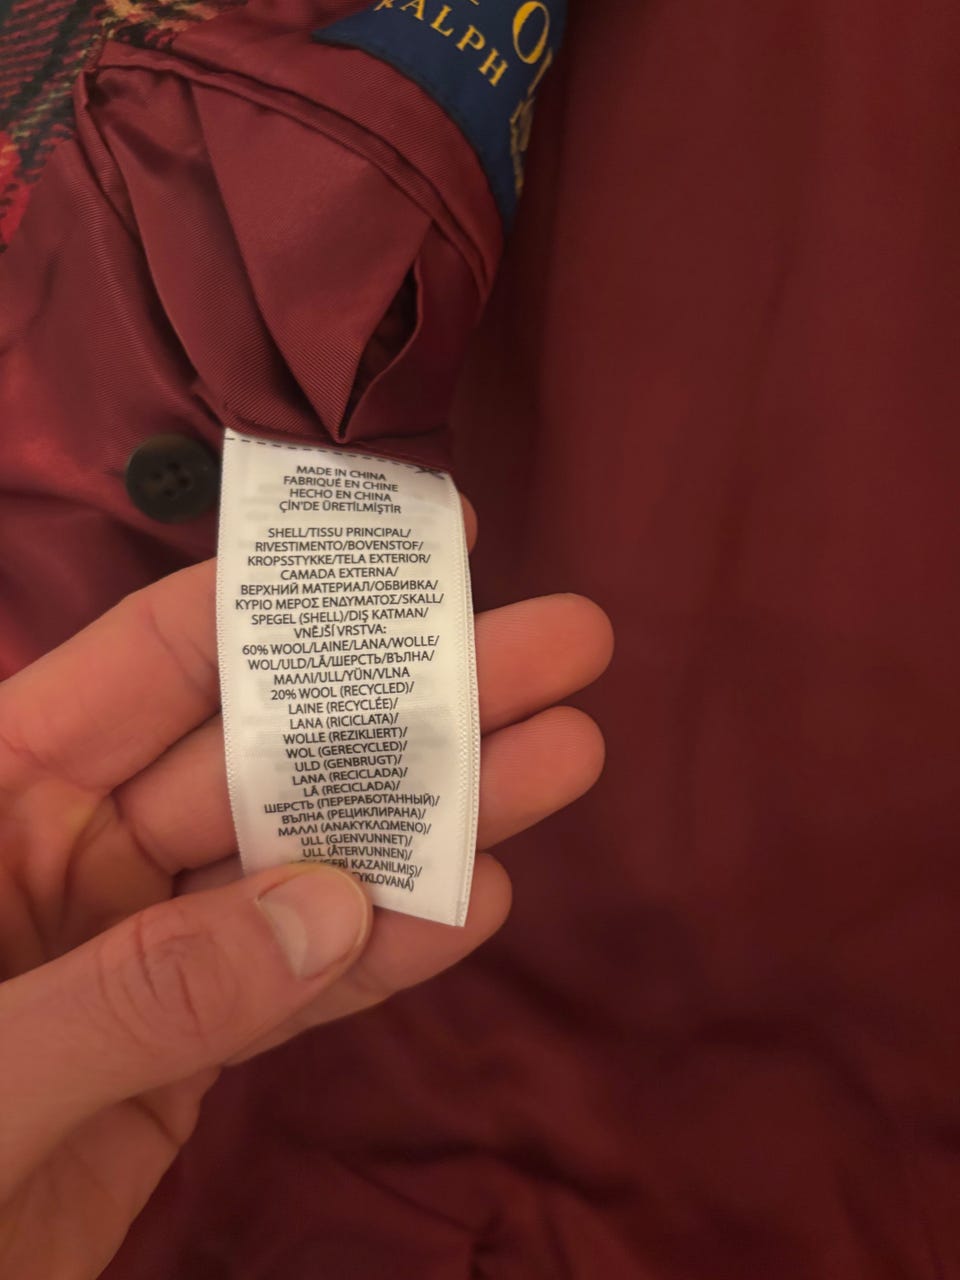 O
RALPH
MADE IN CHINA
FABRIQUÉ EN CHINE
HECHO EN CHINA
ÇİN'DE ÜRETİLMİŞTİR
SHELL/TISSU PRINCIPAL/
RIVESTIMENTO/BOVENSTOF/
KROPSSTYKKE/TELA EXTERIOR/
CAMADA EXTERNA/
ВЕРХНИЙ МАТЕРИАЛ/ОБВИВКА/
ΚΥΡΙΟ ΜΕΡΟΣ ΕΝΔΥΜΑΤΟΣ/SKALL/
SPEGEL (SHELL)/DIŞ KATMAN/
VNĚJŠÍ VRSTVA:
60% WOOL/LAINE/LANA/WOLLE/
WOL/ULD/LÃ/ШЕРСТЬ/ВЪЛНА/
ΜΑΛΛΙ/ULL/YÜN/VLNA
20% WOOL (RECYCLED)/
LAINE (RECYCLÉE)/
LANA (RICICLATA)/
WOLLE (REZIKLIERT)/
WOL (GERECYCLED)/
ULD (GENBRUGT)/
LANA (RECICLADA)/
LÃ (RECICLADA)/
ШЕРСТЬ (ПЕРЕРАБОТАННЫЙ)/
ВЪЛНА (РЕЦИКЛИРАНА)/
ΜΑΛΛΙ (ΑΝΑΚΥΚΛΩΜΕΝΟ)/
ULL (GJENVUNNET)/
ULL (ÅTERVUNNEN)/
KAZANILMIŞ)/